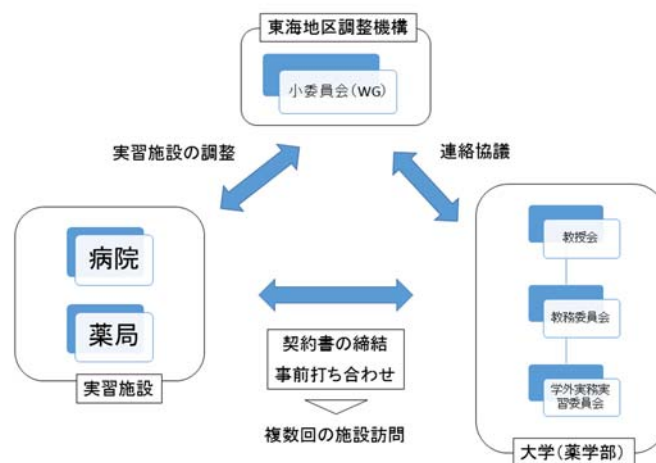 東海地区調整機構
小委員会(WG)
実習施設の調整
連絡協議
病院
薬局
実習施設
契約書の締結
事前打ち合わせ
複数回の施設訪問
教授会
教務委員会
学外実務実
習委員会
大学(薬学部)